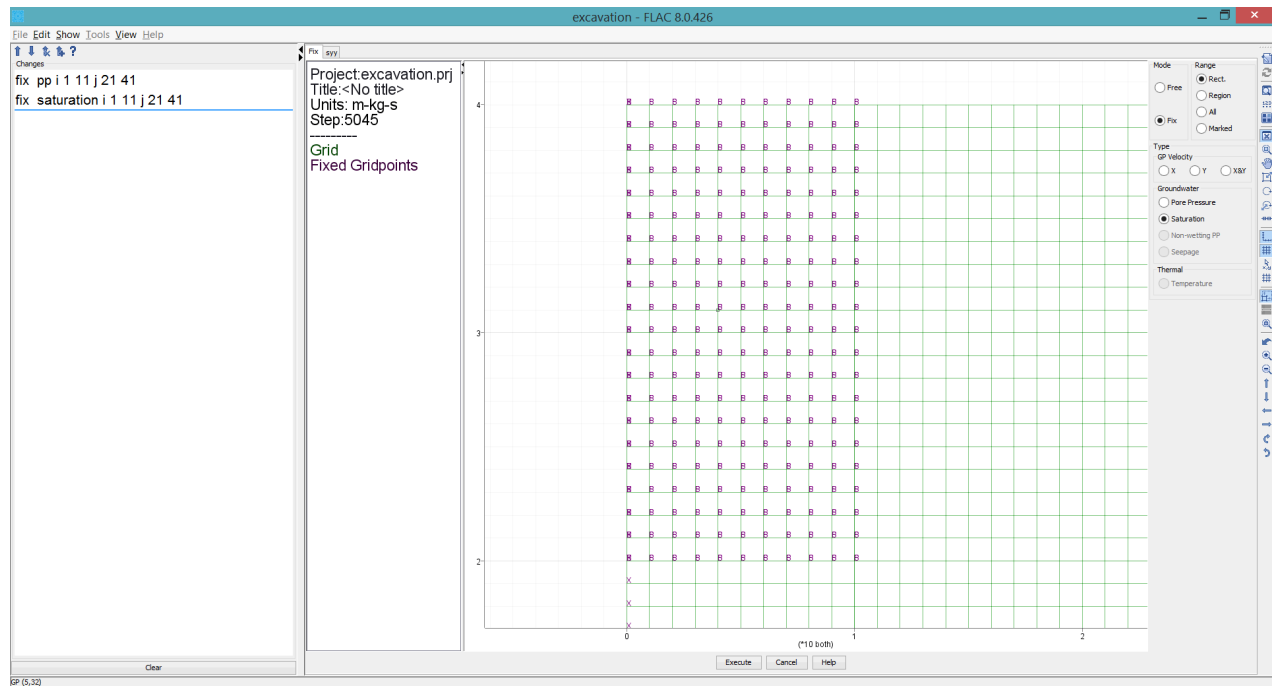 excavation - FLAC 8.0.426
File Edit Show Tools View Help
?
Changes
fix pp i 1 11 j 21 41
fix saturation i 1 11 j 21 41
Clear
GP (5,32)
Fix syy
Project:excavation.prj
Title:<No title>
Units: m-kg-s
Step:5045
---------
Grid
Fixed Gridpoints
4
B B B B B B B B B B
B B B B B B B B B B
B B B B B B B B B B
B B B B B B B B B B
B B B B B B B B B B
B B B B B B B B B B
B B B B B B B B B B
B B B B B B B B B B
B B B B B B B B B B
B B B B B B B B B B
3
B B B B B B B B B B
B B B B B B B B B B
B B B B B B B B B B
B B B B B B B B B B
B B B B B B B B B B
B B B B B B B B B B
B B B B B B B B B B
B B B B B B B B B B
B B B B B B B B B B
B B B B B B B B B B
B B B B B B B B B B
2
X
X
X
0 1 2
(*10 both)
Execute Cancel Help
Mode
Free
Fix
Range
Rect.
Region
All
Marked
Type
GP Velocity
X Y X&Y
Groundwater
Pore Pressure
Saturation
Non-wetting PP
Seepage
Thermal
Temperature